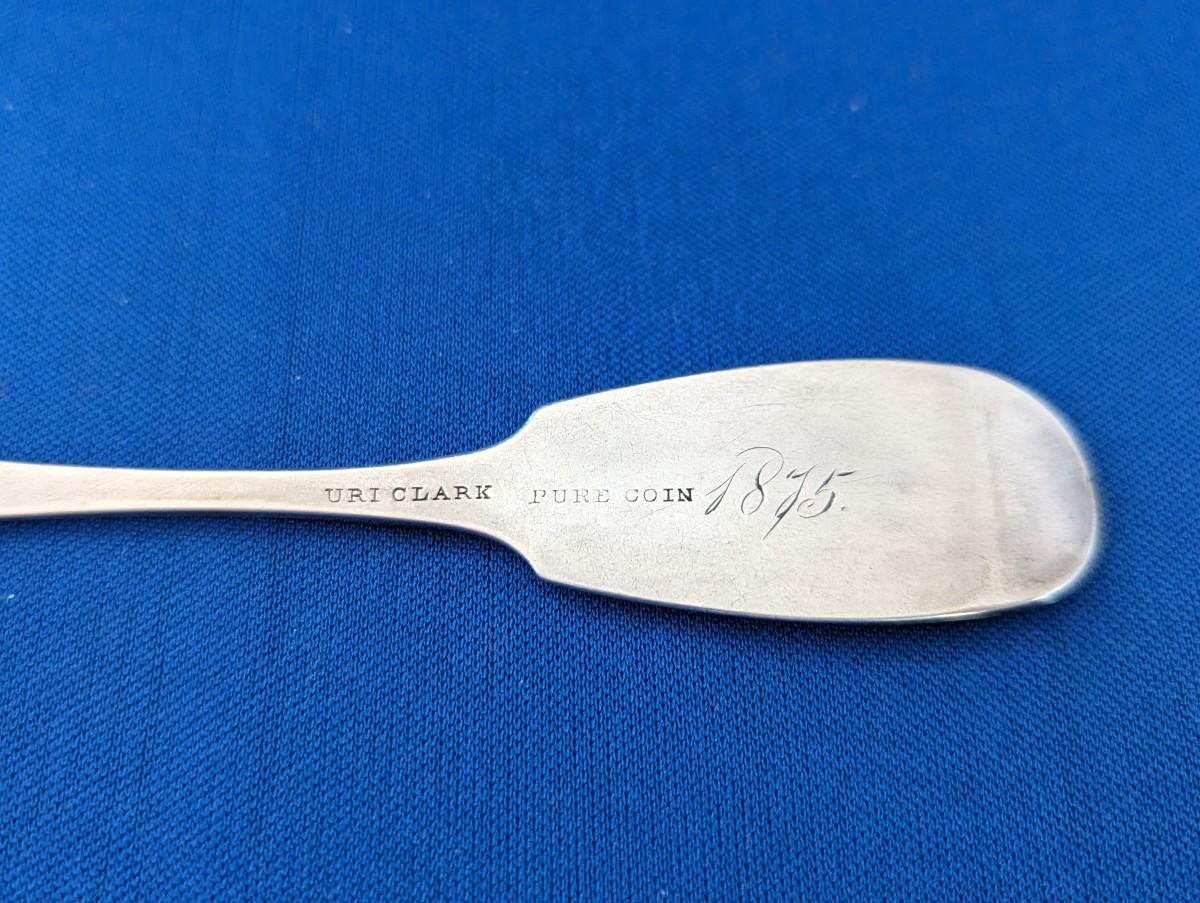 URI CLARK PURE COIN 1875.